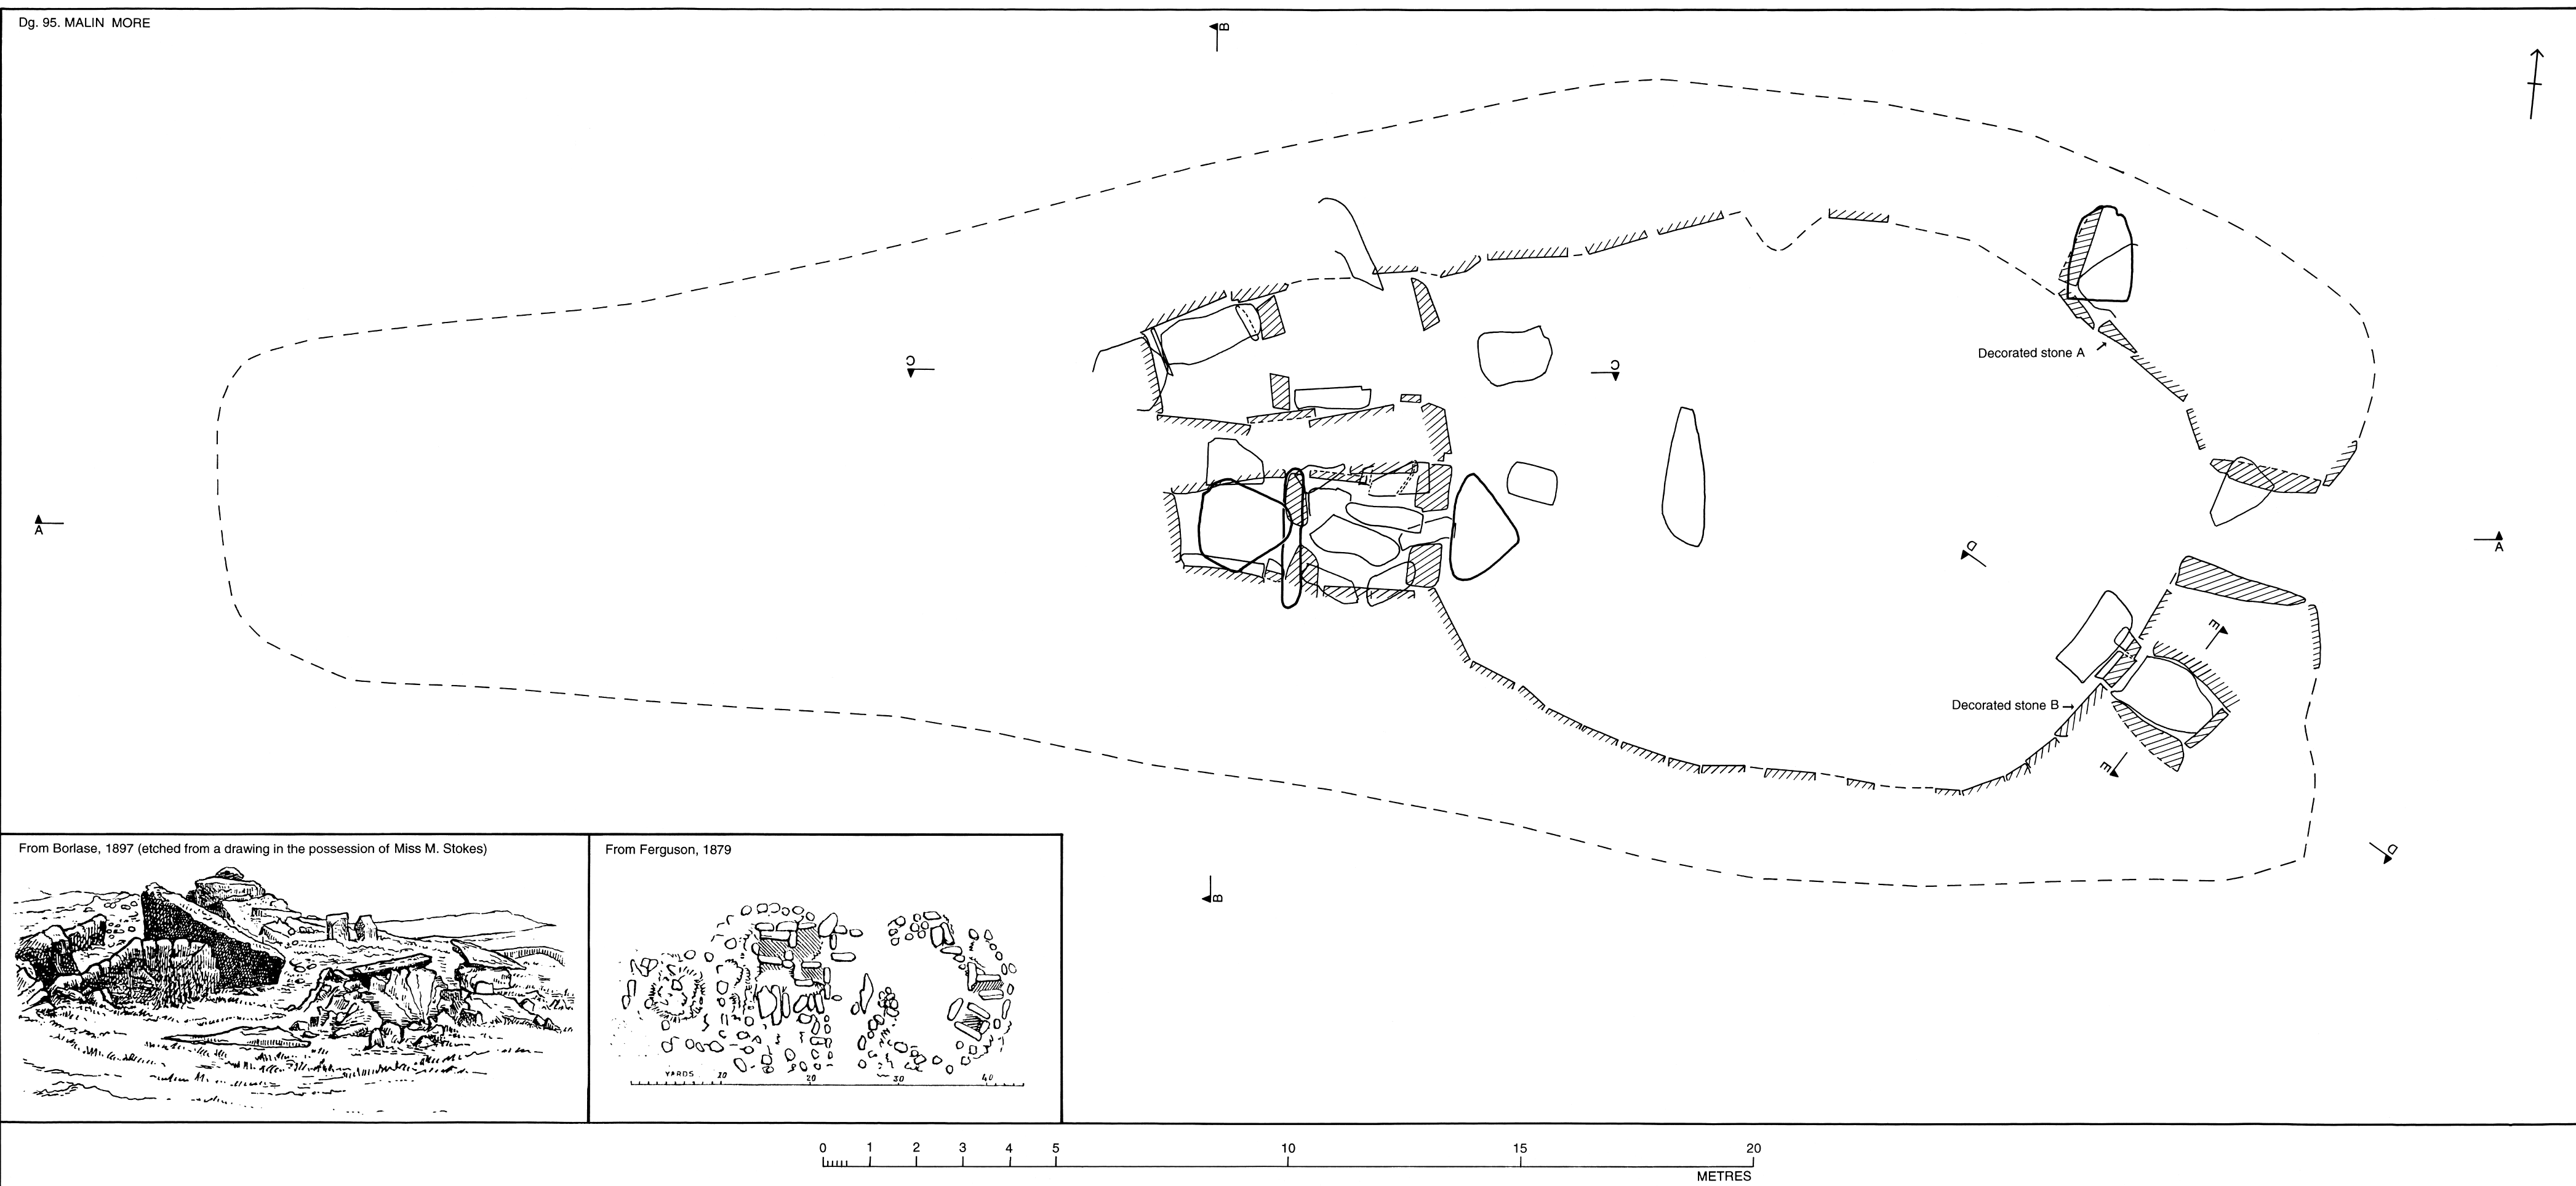 Dg. 95. MALIN MORE
B
C
C
Decorated stone A
A
A
D
E
Decorated stone B
E
D
B
From Borlase, 1897 (etched from a drawing in the possession of Miss M. Stokes)
From Ferguson, 1879
YARDS 10 20 30 40
0 1 2 3 4 5 10 15 20
METRES